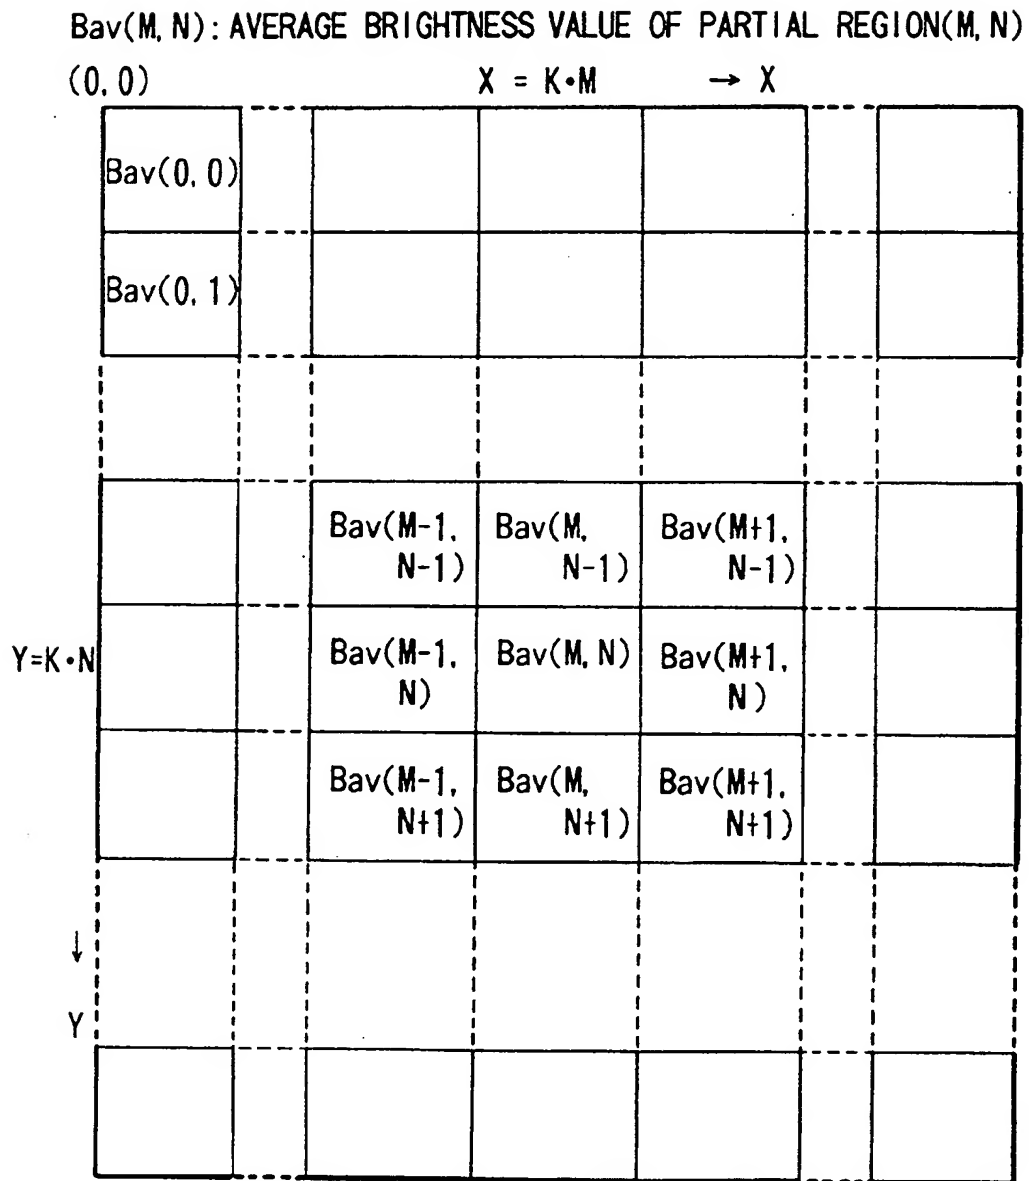 Bav(M, N): AVERAGE BRIGHTNESS VALUE OF PARTIAL REGION(M, N)
(0, 0) X = K•M → X
Bav(0, 0)
Bav(0, 1)
Bav(M-1, Bav(M, Bav(M+1,
N-1) N-1) N-1)
Y=K•N Bav(M-1, Bav(M, N) Bav(M+1,
N) N)
Bav(M-1, Bav(M, Bav(M+1,
N+1) N+1) N+1)
↓
Y